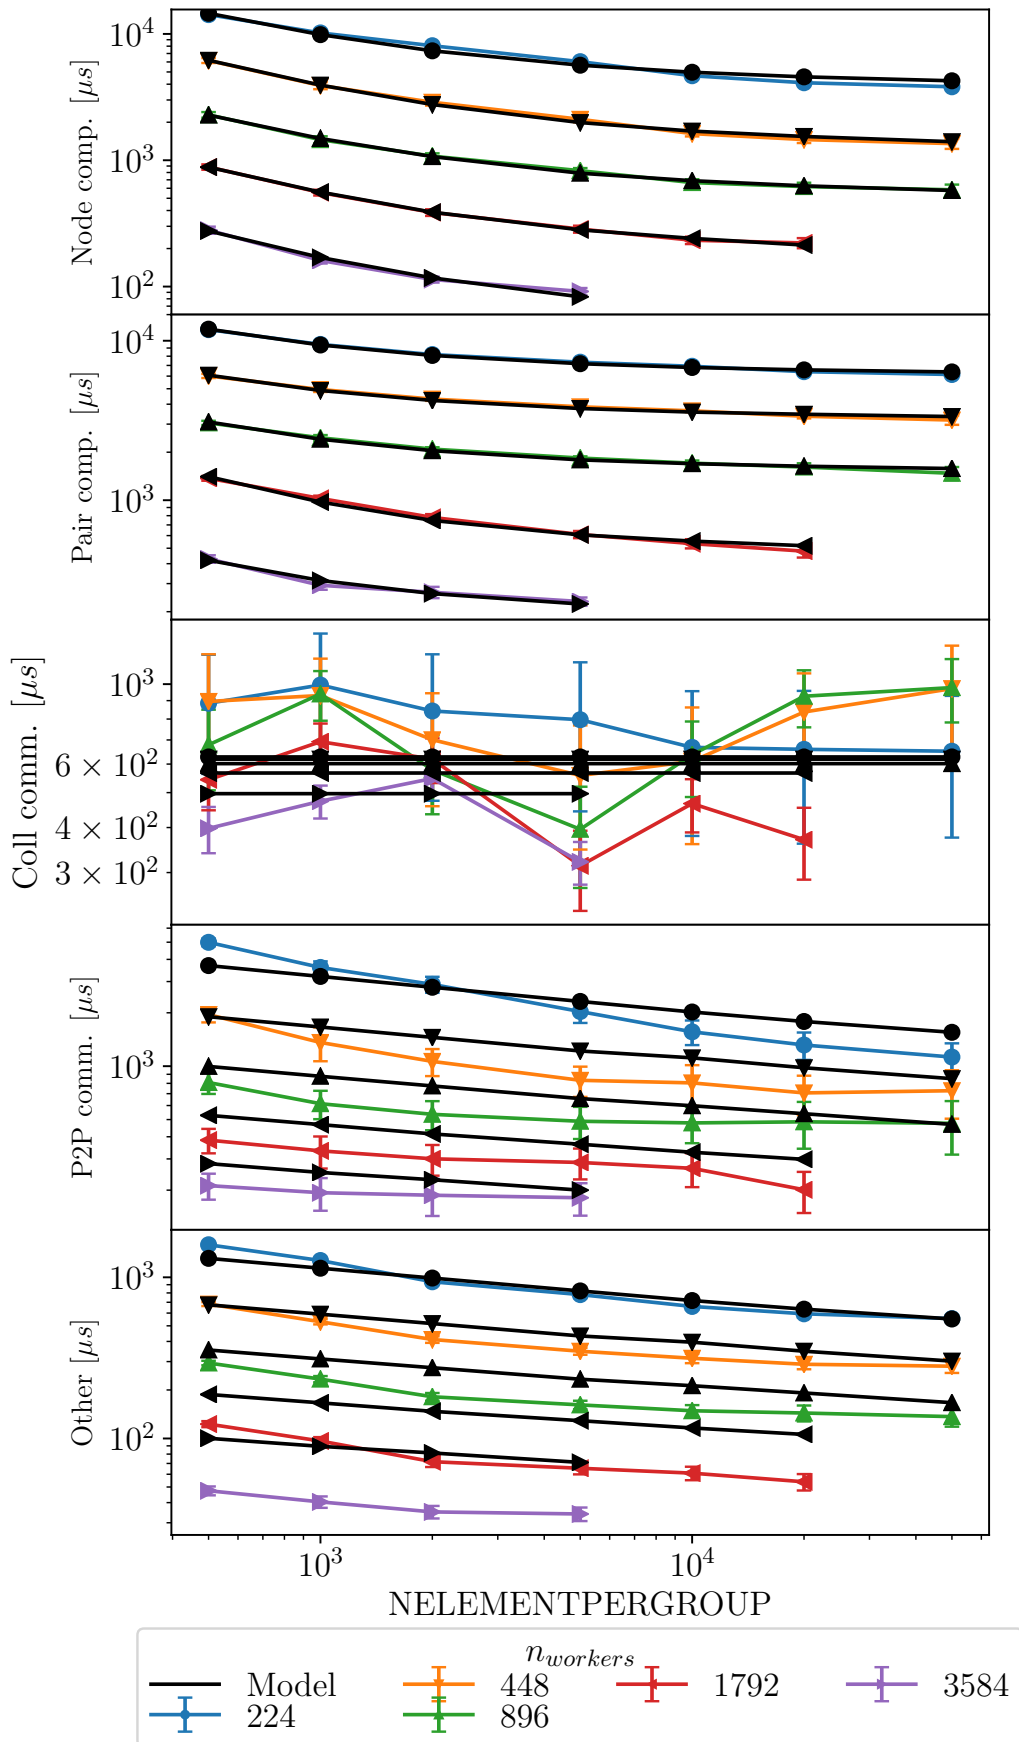 10^4
10^3
10^2
Node comp. [μs]
10^4
10^3
Pair comp. [μs]
10^3
6 × 10^2
4 × 10^2
3 × 10^2
Coll comm. [μs]
10^3
P2P comm. [μs]
10^3
10^2
Other [μs]
10^3 10^4
NELEMENTPERGROUP
n_workers
Model 448 1792 3584
224 896